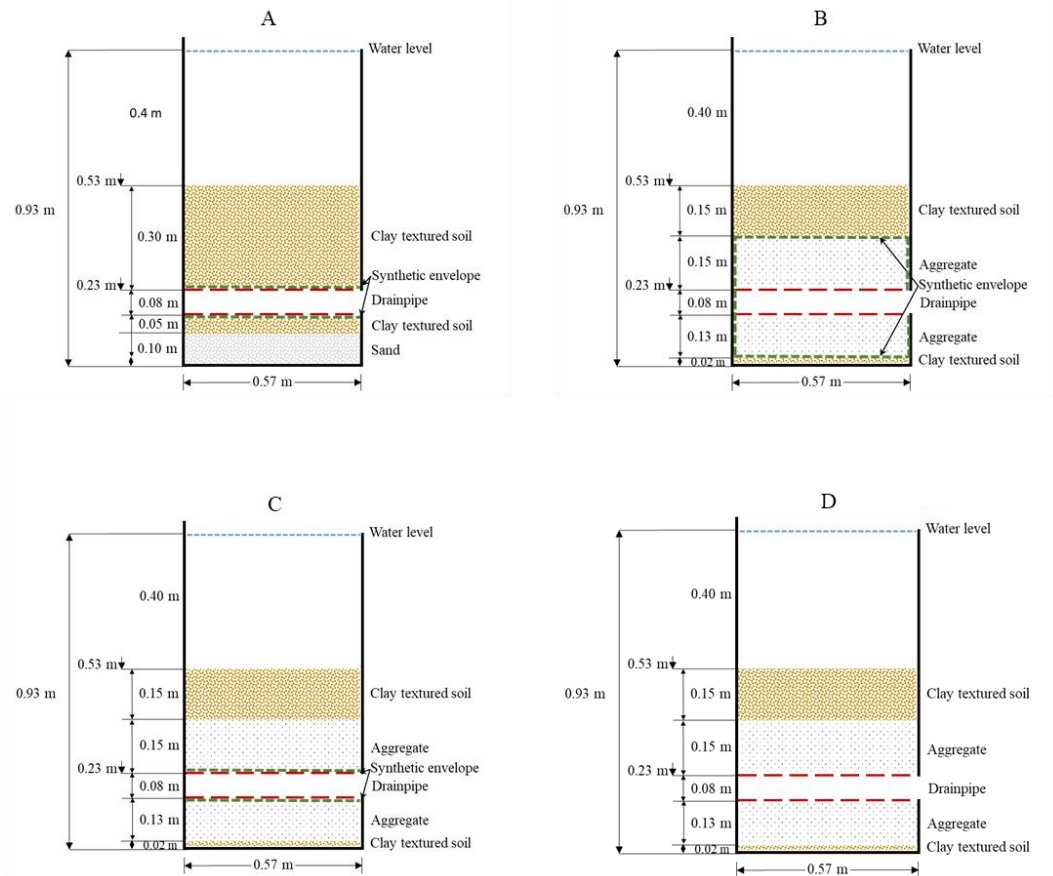 A
Water level
0.4 m
0.53 m
0.93 m
0.30 m
Clay textured soil
Synthetic envelope
0.23 m
0.08 m
Drainpipe
0.05 m
Clay textured soil
0.10 m
Sand
0.57 m
B
Water level
0.40 m
0.53 m
0.93 m
0.15 m
Clay textured soil
0.15 m
Aggregate
0.23 m
Synthetic envelope
0.08 m
Drainpipe
0.13 m
Aggregate
0.02 m
Clay textured soil
0.57 m
C
Water level
0.40 m
0.53 m
0.93 m
0.15 m
Clay textured soil
0.15 m
Aggregate
0.23 m
Synthetic envelope
0.08 m
Drainpipe
0.13 m
Aggregate
0.02 m
Clay textured soil
0.57 m
D
Water level
0.40 m
0.53 m
0.93 m
0.15 m
Clay textured soil
0.15 m
Aggregate
0.23 m
0.08 m
Drainpipe
0.13 m
Aggregate
0.02 m
Clay textured soil
0.57 m